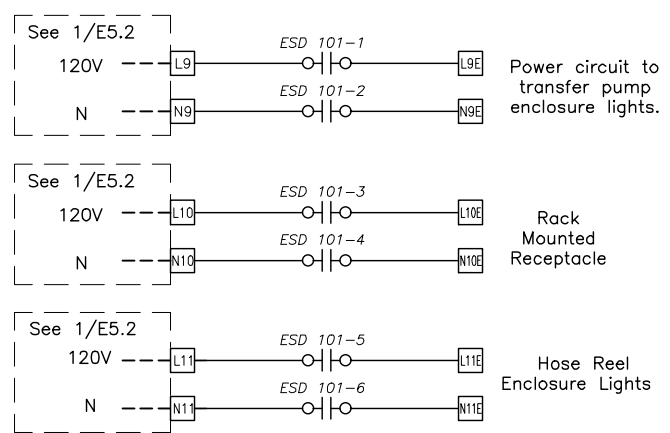 See 1/E5.2
ESD 101-1
120V L9 L9E
Power circuit to
transfer pump
enclosure lights.
ESD 101-2
N N9 N9E
See 1/E5.2
ESD 101-3
120V L10 L10E
Rack
Mounted
Receptacle
ESD 101-4
N N10 N10E
See 1/E5.2
ESD 101-5
120V L11 L11E
Hose Reel
Enclosure Lights
ESD 101-6
N N11 N11E